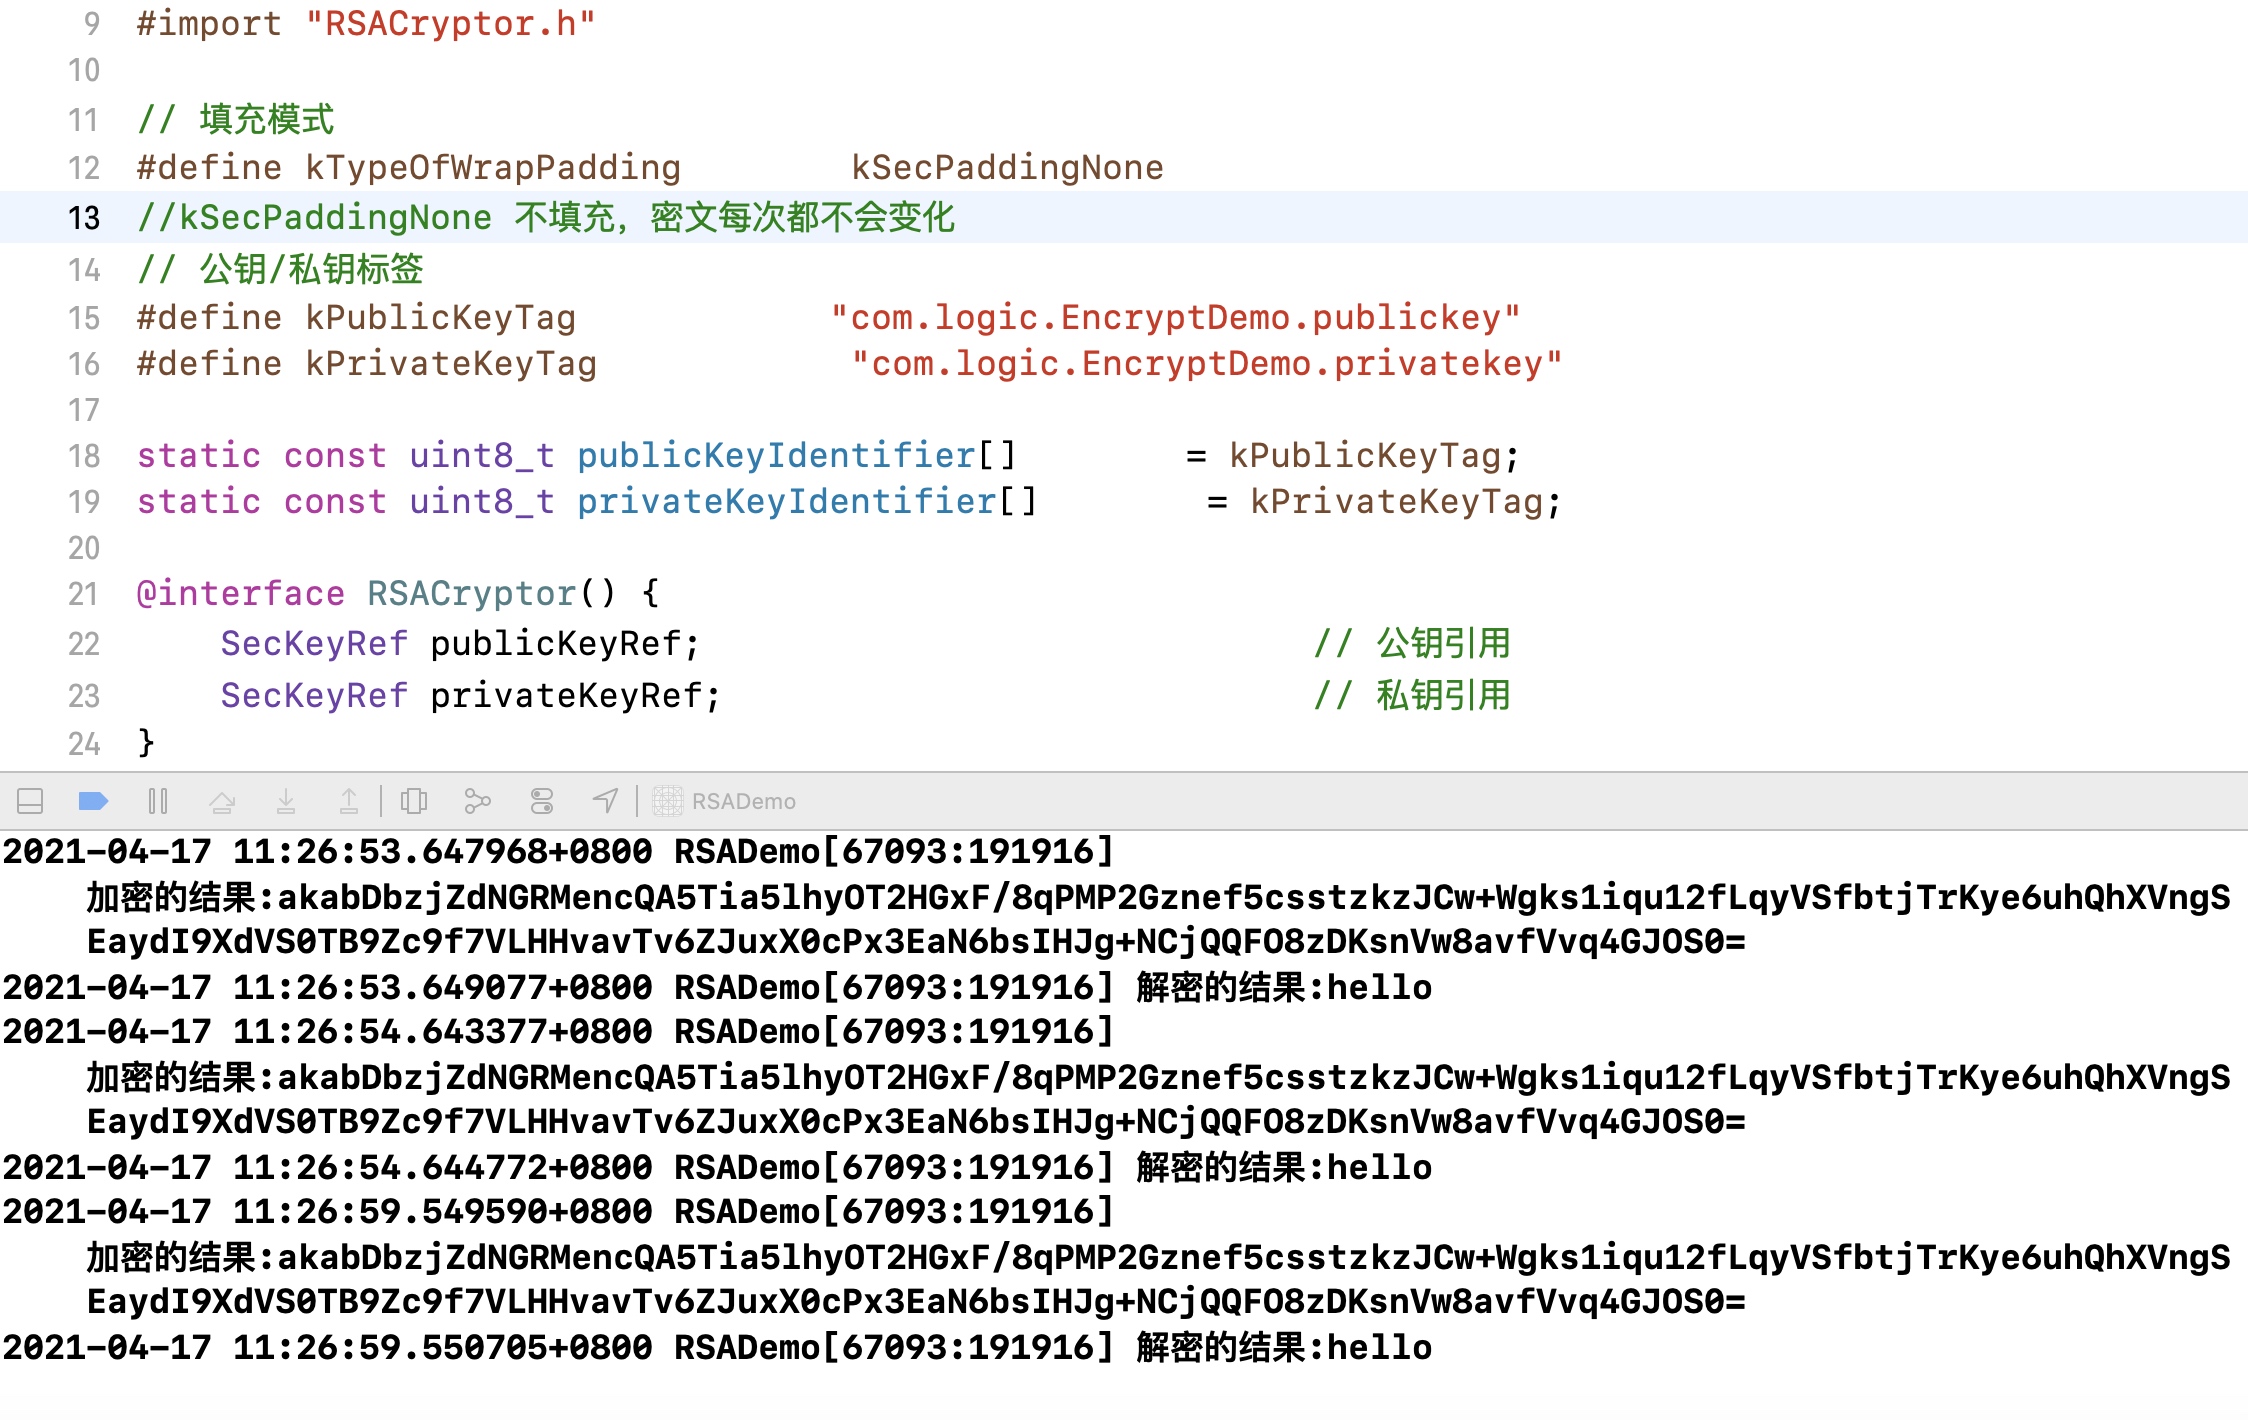 9 #import "RSACryptor.h"
10
11 // 填充模式
12 #define kTypeOfWrapPadding kSecPaddingNone
13 //kSecPaddingNone 不填充，密文每次都不会变化
14 // 公钥/私钥标签
15 #define kPublicKeyTag "com.logic.EncryptDemo.publickey"
16 #define kPrivateKeyTag "com.logic.EncryptDemo.privatekey"
17
18 static const uint8_t publicKeyIdentifier[] = kPublicKeyTag;
19 static const uint8_t privateKeyIdentifier[] = kPrivateKeyTag;
20
21 @interface RSACryptor() {
22 SecKeyRef publicKeyRef; // 公钥引用
23 SecKeyRef privateKeyRef; // 私钥引用
24 }
RSADemo
2021-04-17 11:26:53.647968+0800 RSADemo[67093:191916]
加密的结果:akabDbzjZdNGRMencQA5Tia5lhyOT2HGxF/8qPMP2Gznef5csstzkzJCw+Wgks1iqu12fLqyVSfbtjTrKye6uhQhXVngS
EaydI9XdVS0TB9Zc9f7VLHHvavTv6ZJuxX0cPx3EaN6bsIHJg+NCjQQFO8zDKsnVw8avfVvq4GJOS0=
2021-04-17 11:26:53.649077+0800 RSADemo[67093:191916] 解密的结果:hello
2021-04-17 11:26:54.643377+0800 RSADemo[67093:191916]
加密的结果:akabDbzjZdNGRMencQA5Tia5lhyOT2HGxF/8qPMP2Gznef5csstzkzJCw+Wgks1iqu12fLqyVSfbtjTrKye6uhQhXVngS
EaydI9XdVS0TB9Zc9f7VLHHvavTv6ZJuxX0cPx3EaN6bsIHJg+NCjQQFO8zDKsnVw8avfVvq4GJOS0=
2021-04-17 11:26:54.644772+0800 RSADemo[67093:191916] 解密的结果:hello
2021-04-17 11:26:59.549590+0800 RSADemo[67093:191916]
加密的结果:akabDbzjZdNGRMencQA5Tia5lhyOT2HGxF/8qPMP2Gznef5csstzkzJCw+Wgks1iqu12fLqyVSfbtjTrKye6uhQhXVngS
EaydI9XdVS0TB9Zc9f7VLHHvavTv6ZJuxX0cPx3EaN6bsIHJg+NCjQQFO8zDKsnVw8avfVvq4GJOS0=
2021-04-17 11:26:59.550705+0800 RSADemo[67093:191916] 解密的结果:hello